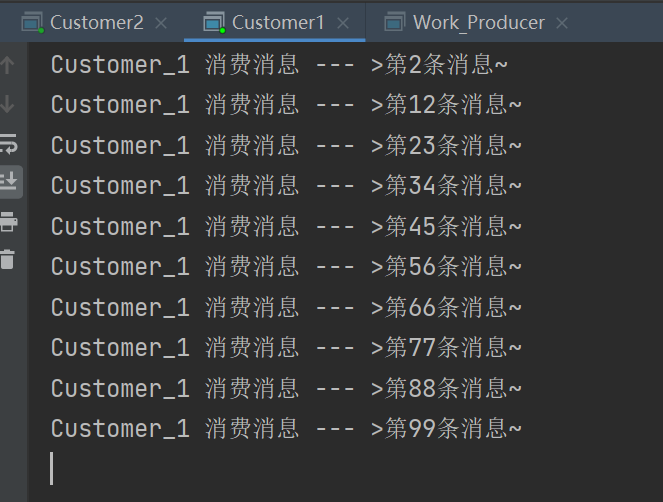 Customer2 Customer1 Work_Producer
Customer_1 消费消息 --- >第2条消息~
Customer_1 消费消息 --- >第12条消息~
Customer_1 消费消息 --- >第23条消息~
Customer_1 消费消息 --- >第34条消息~
Customer_1 消费消息 --- >第45条消息~
Customer_1 消费消息 --- >第56条消息~
Customer_1 消费消息 --- >第66条消息~
Customer_1 消费消息 --- >第77条消息~
Customer_1 消费消息 --- >第88条消息~
Customer_1 消费消息 --- >第99条消息~